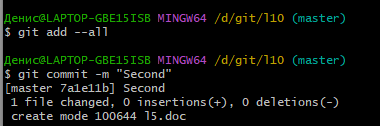 Денис@LAPTOP-GBE15ISB MINGW64 /d/git/l10 (master)
$ git add --all
Денис@LAPTOP-GBE15ISB MINGW64 /d/git/l10 (master)
$ git commit -m "Second"
[master 7a1e11b] Second
1 file changed, 0 insertions(+), 0 deletions(-)
create mode 100644 l5.doc